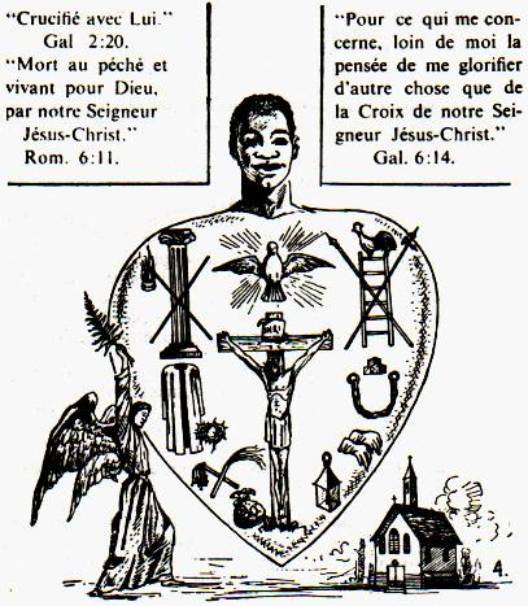 “Crucifié avec Lui.”
Gal 2:20.
“Mort au péché et
vivant pour Dieu,
par notre Seigneur
Jésus-Christ.”
Rom. 6:11.
“Pour ce qui me con-
cerne, loin de moi la
pensée de me glorifier
d'autre chose que de
la Croix de notre Sei-
gneur Jésus-Christ.”
Gal. 6:14.
4.